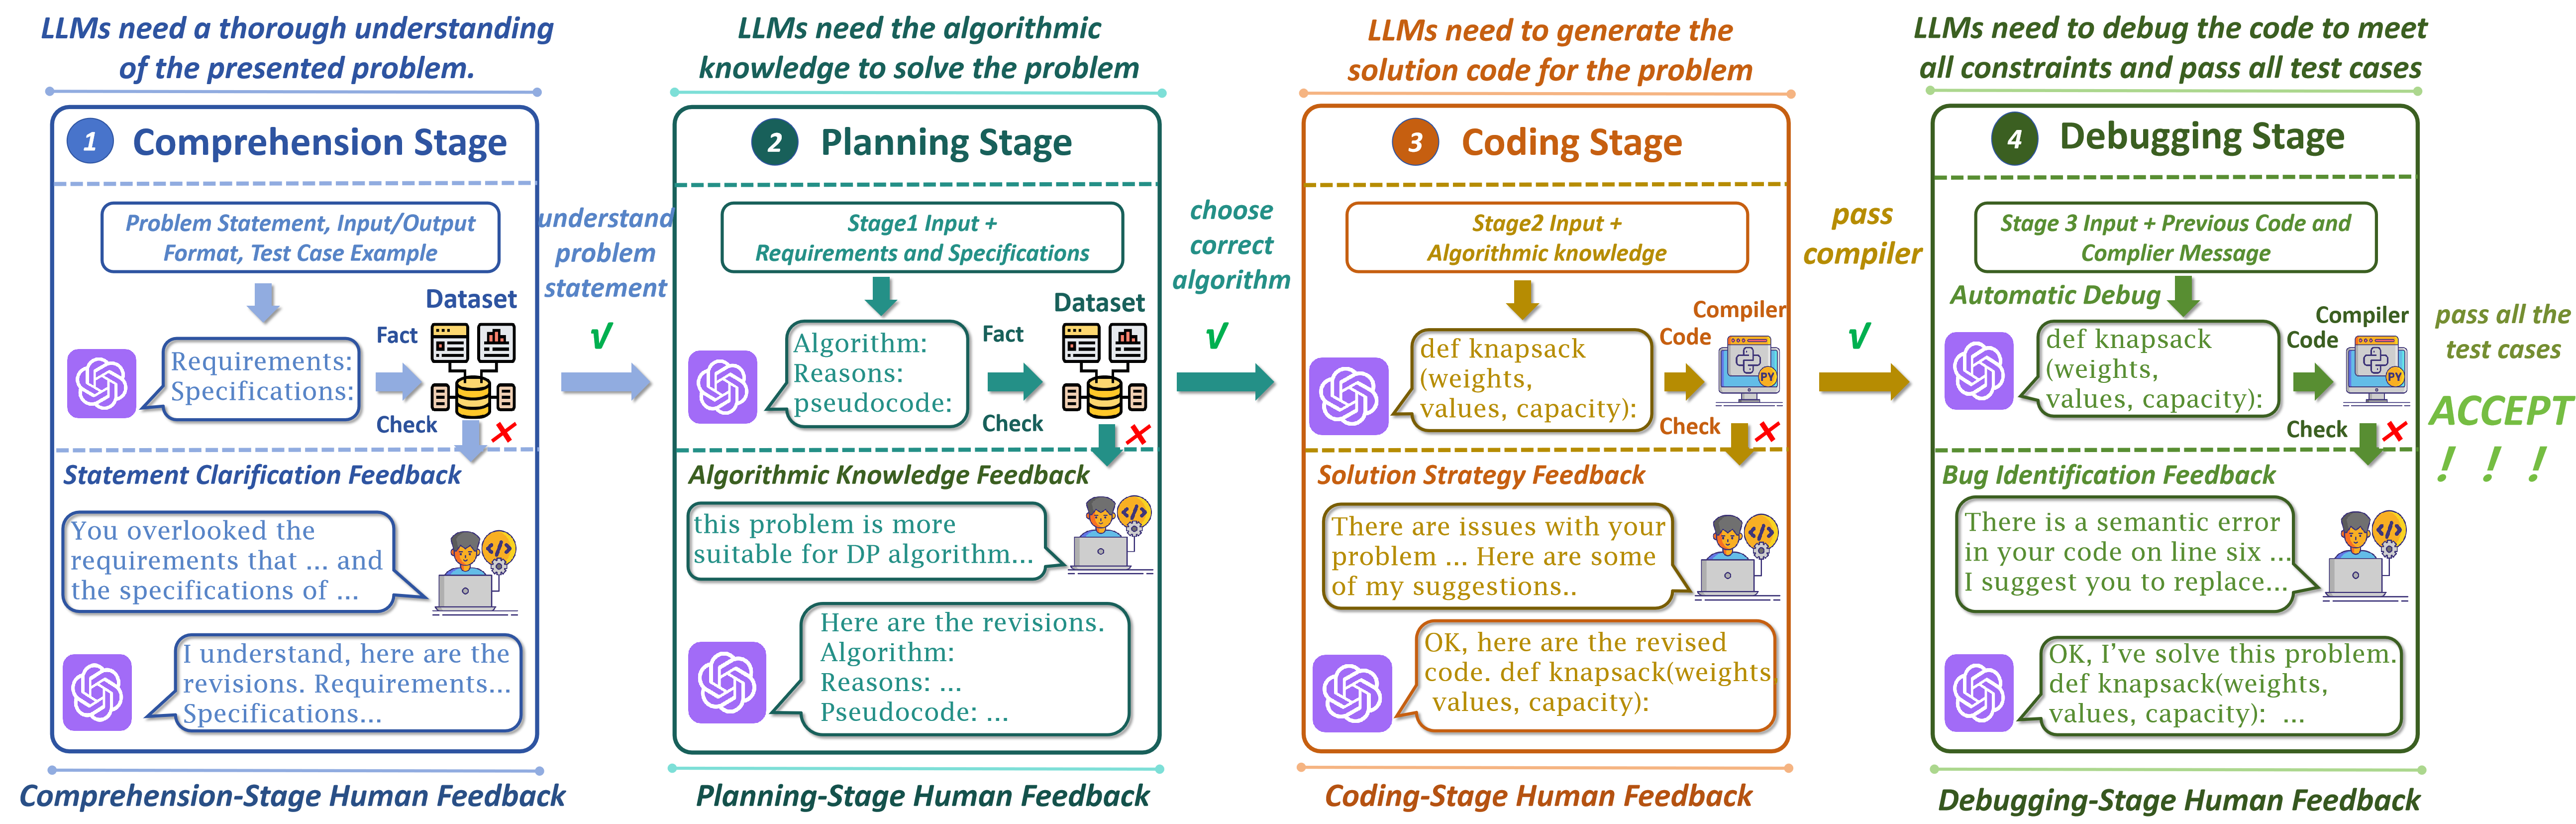 LLMs need a thorough understanding
of the presented problem.
1 Comprehension Stage
Problem Statement, Input/Output
Format, Test Case Example
Dataset
Fact
Requirements:
Specifications:
Check
Statement Clarification Feedback
You overlooked the
requirements that ... and
the specifications of ...
I understand, here are the
revisions. Requirements...
Specifications...
Comprehension-Stage Human Feedback
understand
problem
statement
√
LLMs need the algorithmic
knowledge to solve the problem
2 Planning Stage
Stage1 Input +
Requirements and Specifications
Dataset
Fact
Algorithm:
Reasons:
pseudocode:
Check
Algorithmic Knowledge Feedback
this problem is more
suitable for DP algorithm...
Here are the revisions.
Algorithm:
Reasons: ...
Pseudocode: ...
Planning-Stage Human Feedback
choose
correct
algorithm
√
LLMs need to generate the
solution code for the problem
3 Coding Stage
Stage2 Input +
Algorithmic knowledge
Compiler
Code
def knapsack
(weights,
values, capacity):
PY
Check
Solution Strategy Feedback
There are issues with your
problem ... Here are some
of my suggestions..
OK, here are the revised
code. def knapsack(weights
values, capacity):
Coding-Stage Human Feedback
pass
compiler
√
LLMs need to debug the code to meet
all constraints and pass all test cases
4 Debugging Stage
Stage 3 Input + Previous Code and
Complier Message
Automatic Debug
Compiler
Code
def knapsack
(weights,
values, capacity):
PY
Check
Bug Identification Feedback
There is a semantic error
in your code on line six ...
I suggest you to replace...
OK, I've solve this problem.
def knapsack(weights,
values, capacity): ...
Debugging-Stage Human Feedback
pass all the
test cases
ACCEPT
! ! !